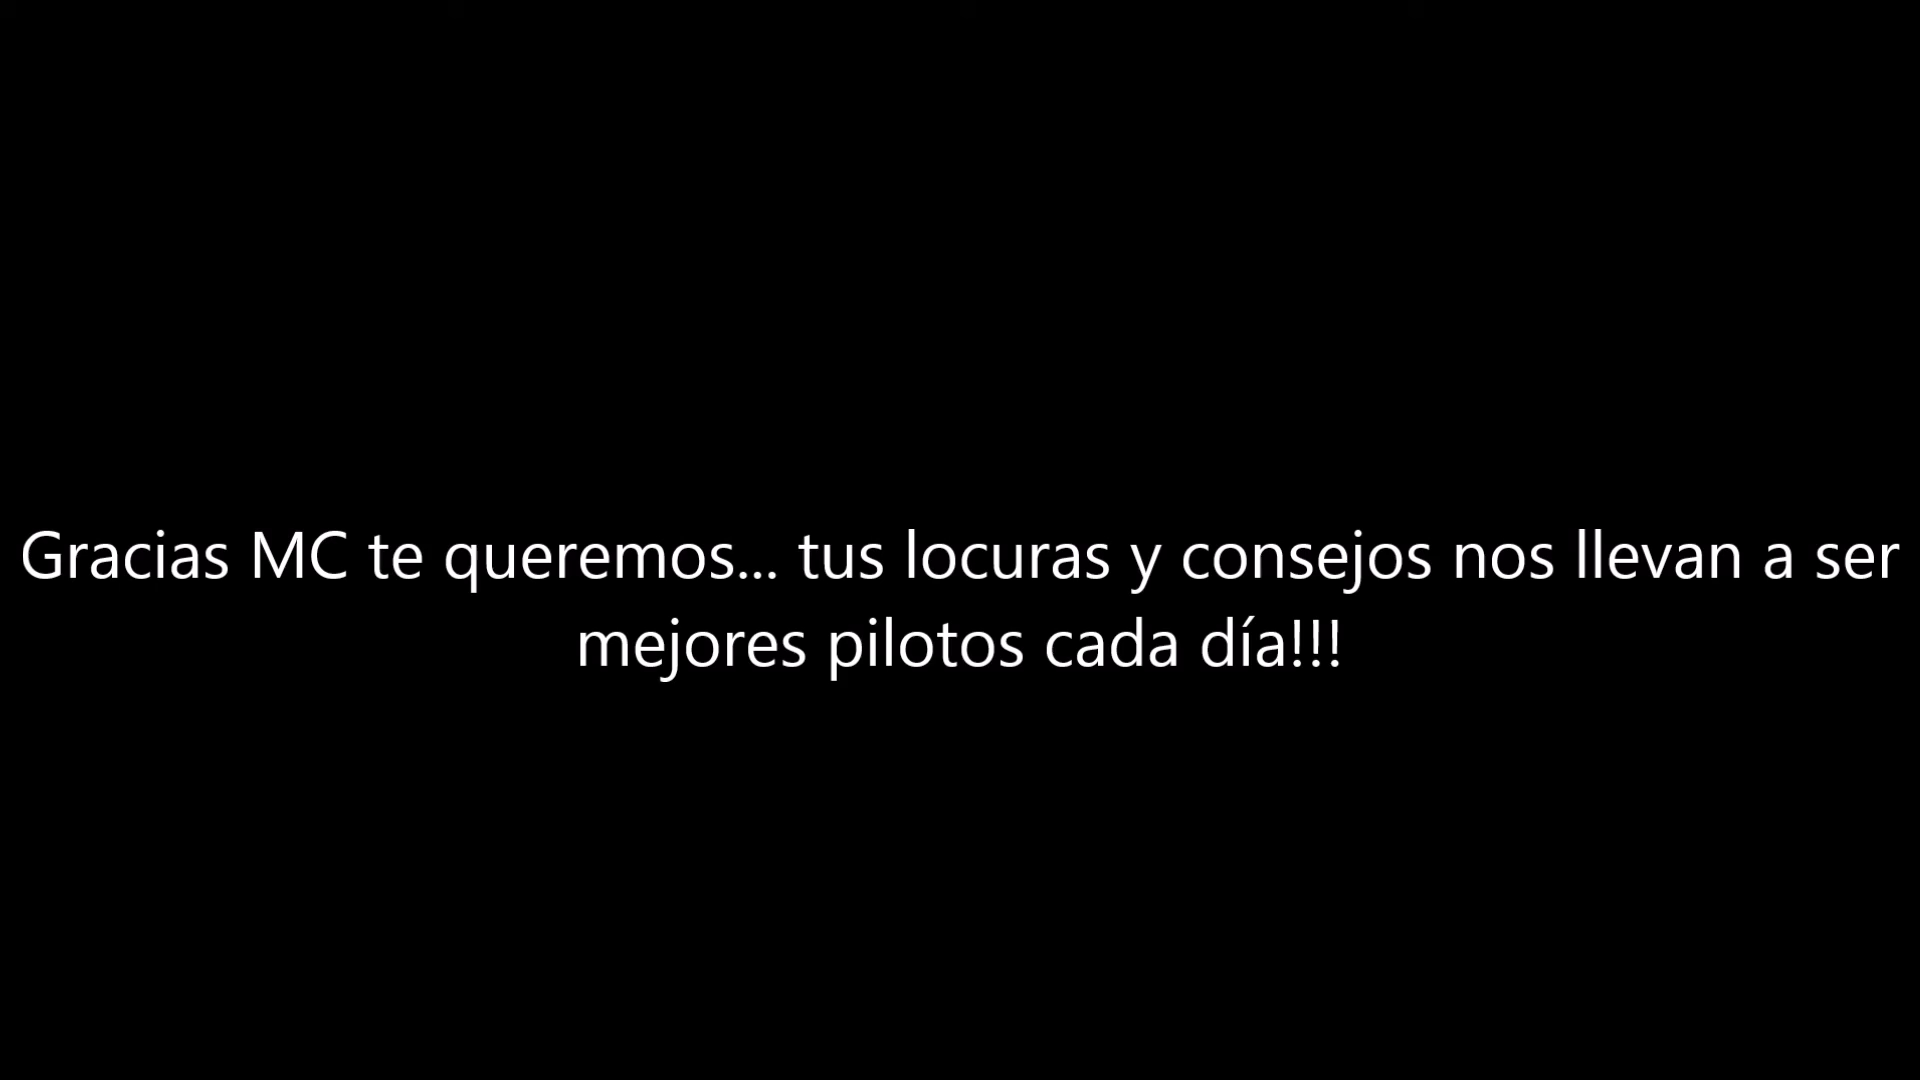 Gracias MC te queremos... tus locuras y consejos nos llevan a ser
mejores pilotos cada día!!!